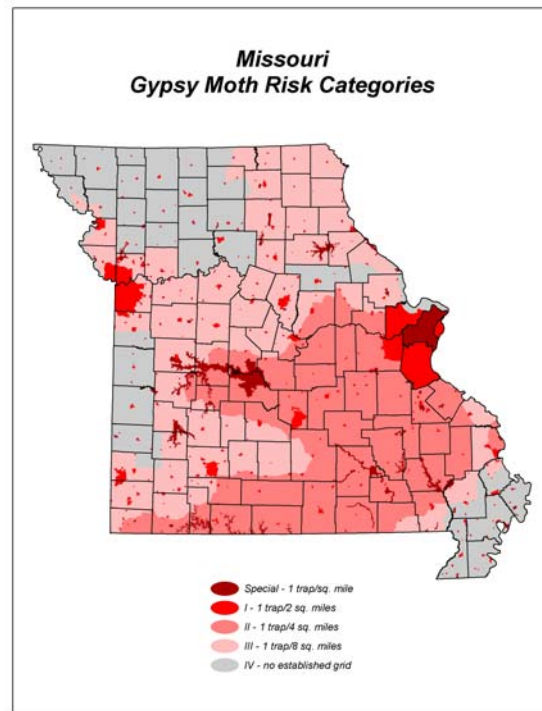 Missouri
Gypsy Moth Risk Categories
Special - 1 trap/sq. mile
I - 1 trap/2 sq. miles
II - 1 trap/4 sq. miles
III - 1 trap/8 sq. miles
IV - no established grid